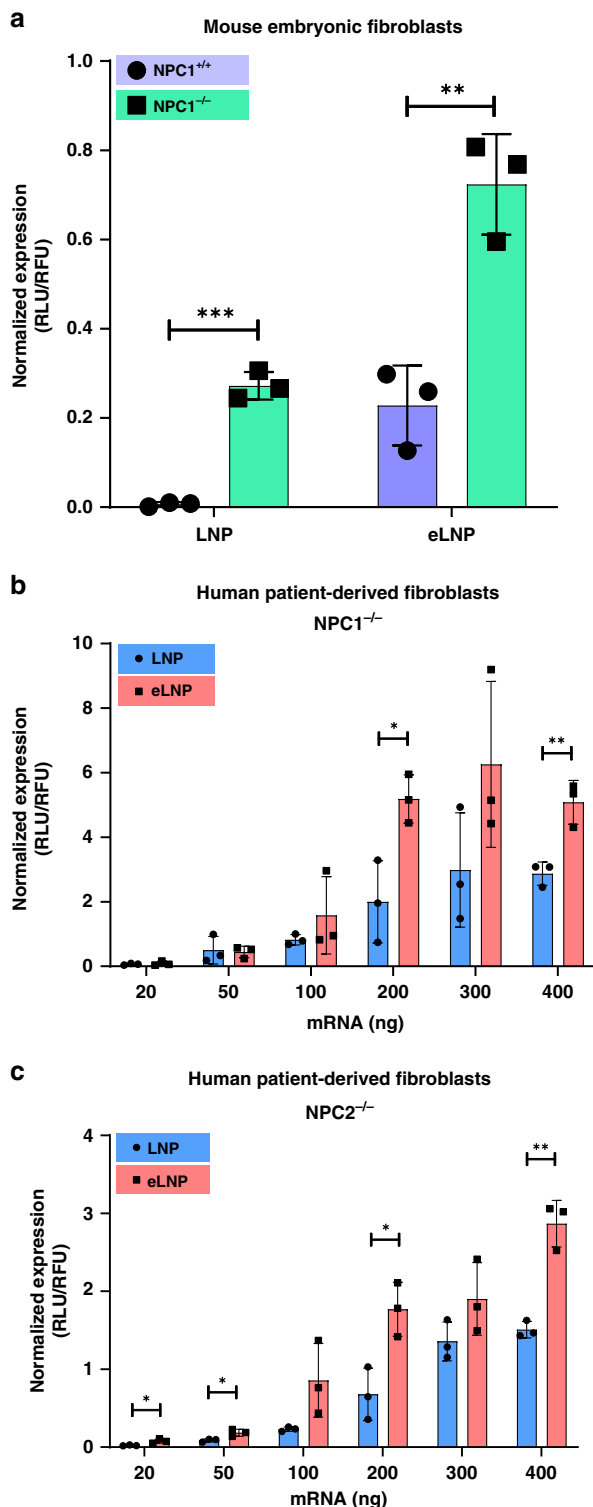 a
Mouse embryonic fibroblasts
NPC1+/+
NPC1–/–
Normalized expression
(RLU/RFU)
1.0
0.8
0.6
0.4
0.2
0.0
***
**
LNP
eLNP
b
Human patient-derived fibroblasts
NPC1–/–
LNP
eLNP
Normalized expression
(RLU/RFU)
10
8
6
4
2
0
*
**
20 50 100 200 300 400
mRNA (ng)
c
Human patient-derived fibroblasts
NPC2–/–
LNP
eLNP
Normalized expression
(RLU/RFU)
4
3
2
1
0
*
*
*
**
20 50 100 200 300 400
mRNA (ng)